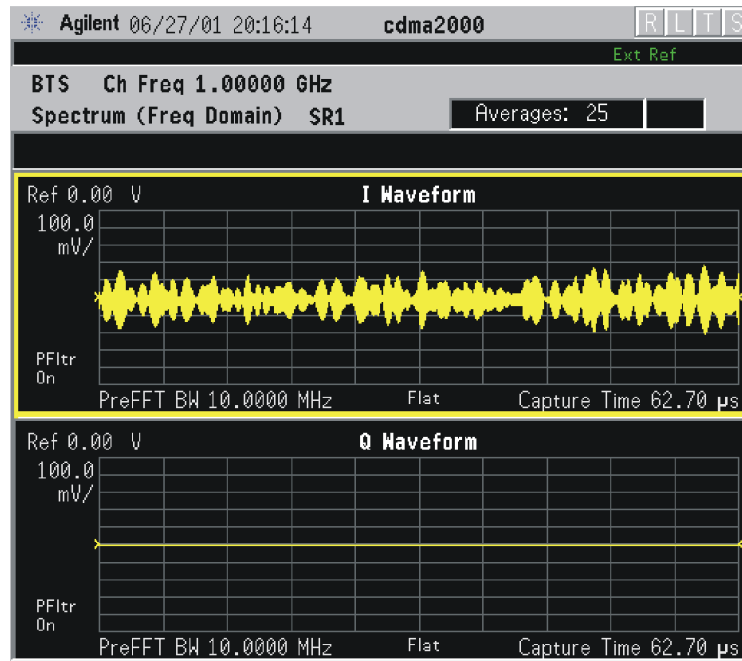 Agilent 06/27/01 20:16:14 cdma2000 R L T S
Ext Ref
BTS Ch Freq 1.00000 GHz
Spectrum (Freq Domain) SR1 Averages: 25
Ref 0.00 V I Waveform
100.0
mV/
PFltr
On
PreFFT BW 10.0000 MHz Flat Capture Time 62.70 µs
Ref 0.00 V Q Waveform
100.0
mV/
PFltr
On
PreFFT BW 10.0000 MHz Flat Capture Time 62.70 µs